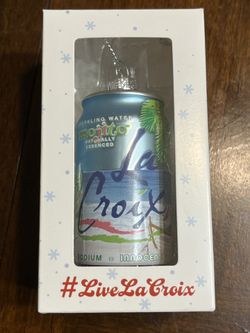 SPARKLING WATER
mojito
NATURALLY
ESSENCED
La
Croix
SODIUM = INNOCENT
#LiveLaCroix